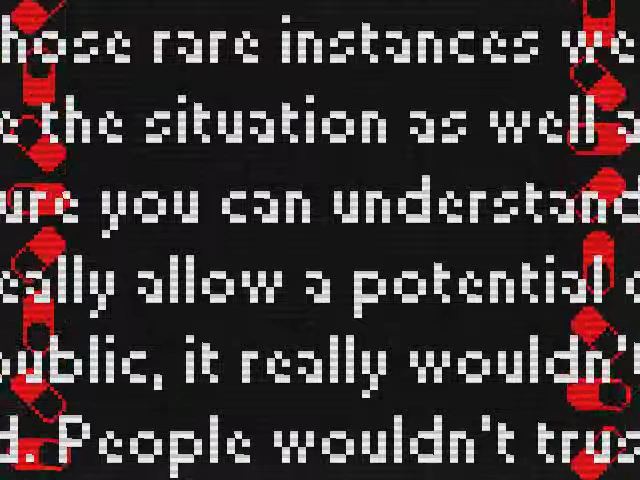 hose rare instances we
e the situation as well a
ure you can understand
eally allow a potential
public, it really wouldn't
d. People wouldn't trus